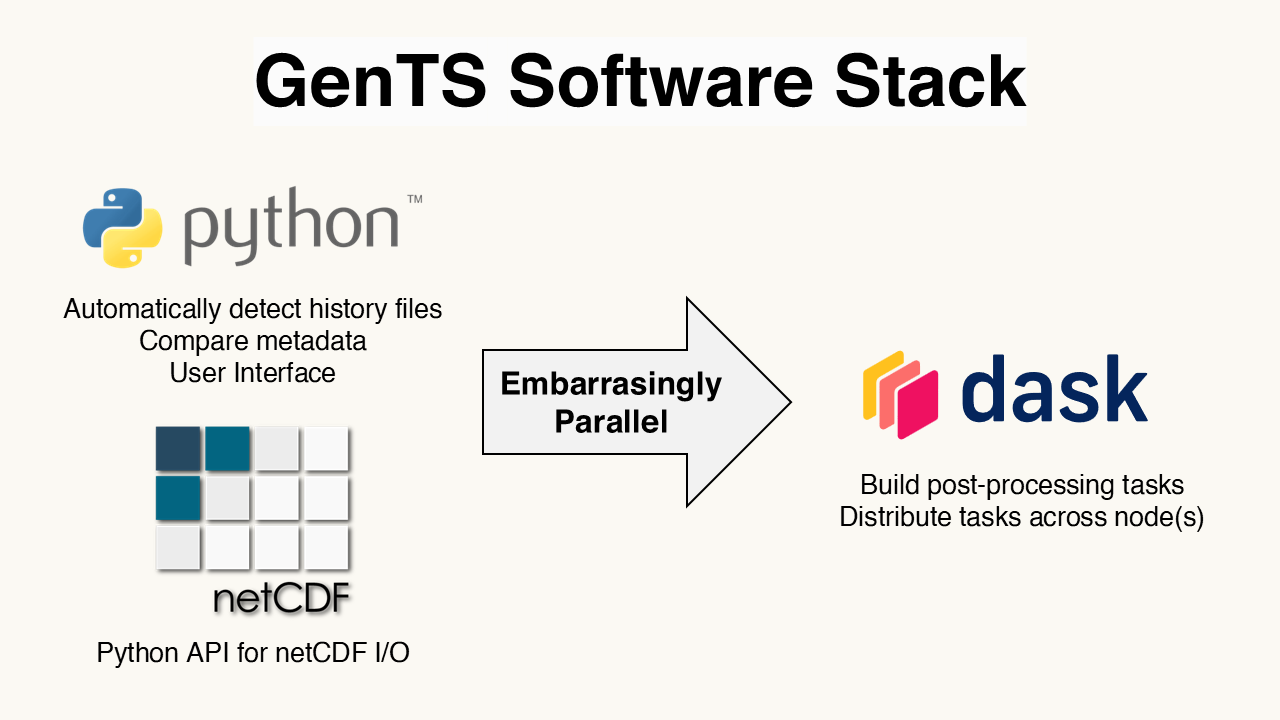 GenTS Software Stack
python™
Automatically detect history files
Compare metadata
User Interface
netCDF
Python API for netCDF I/O
Embarrasingly
Parallel
dask
Build post-processing tasks
Distribute tasks across node(s)